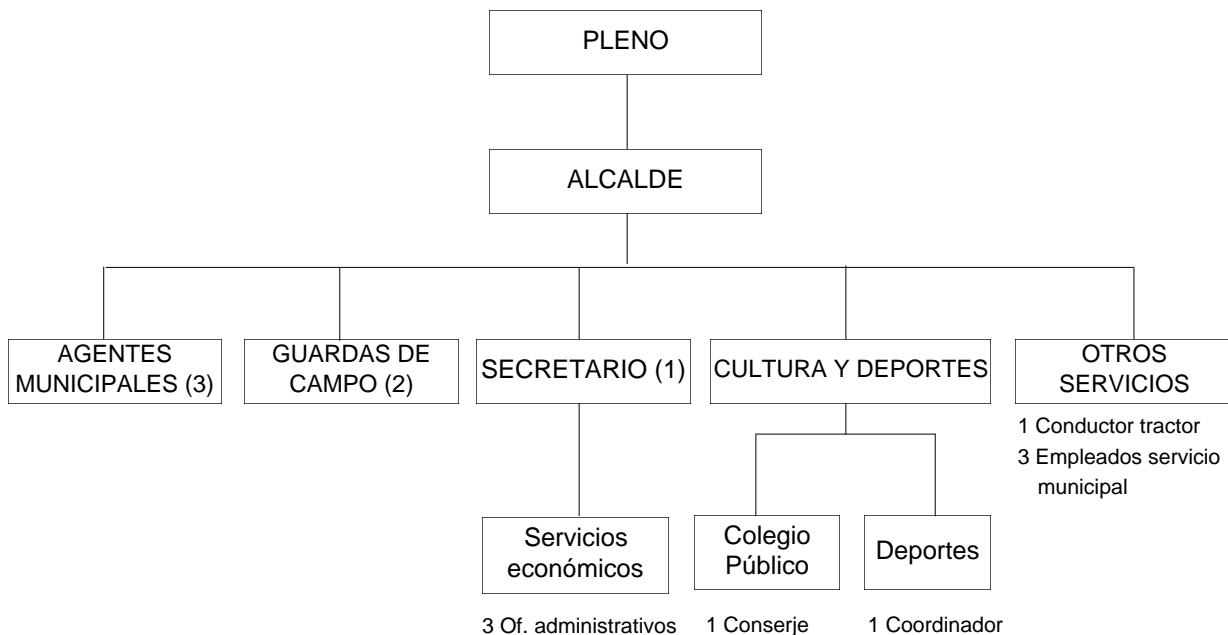 PLENO
ALCALDE
AGENTES
MUNICIPALES (3)
GUARDAS DE
CAMPO (2)
SECRETARIO (1)
CULTURA Y DEPORTES
OTROS
SERVICIOS
1 Conductor tractor
3 Empleados servicio
municipal
Servicios
económicos
3 Of. administrativos
Colegio
Público
1 Conserje
Deportes
1 Coordinador